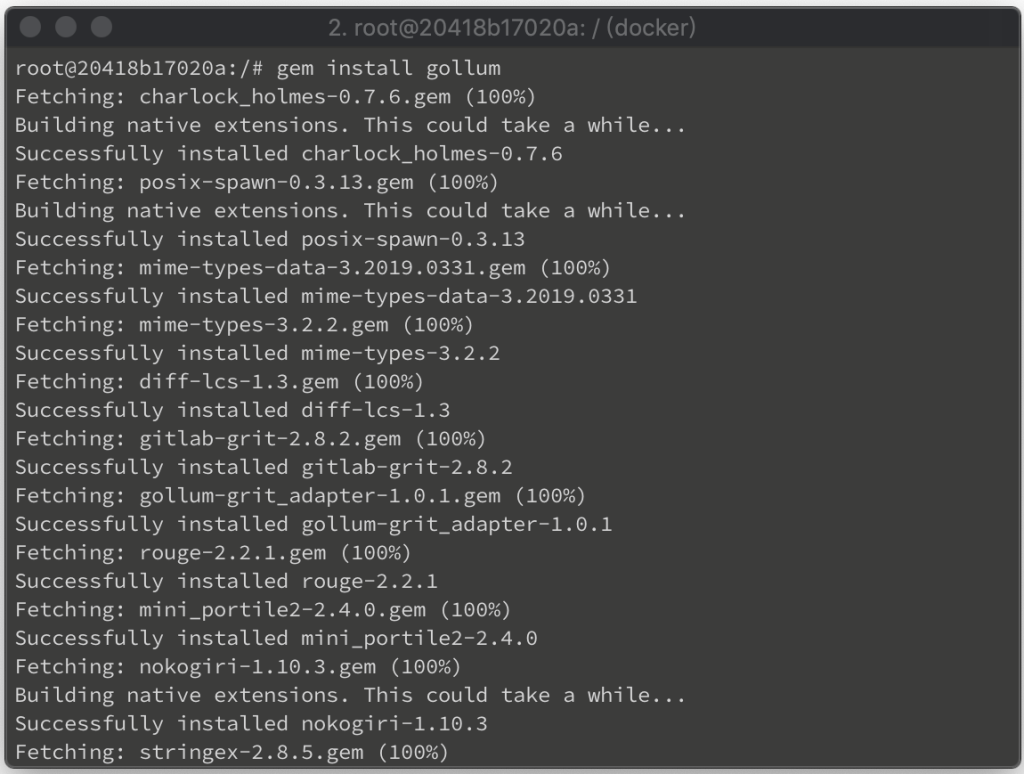 2. root@20418b17020a: / (docker)
root@20418b17020a:/# gem install gollum
Fetching: charlock_holmes-0.7.6.gem (100%)
Building native extensions. This could take a while...
Successfully installed charlock_holmes-0.7.6
Fetching: posix-spawn-0.3.13.gem (100%)
Building native extensions. This could take a while...
Successfully installed posix-spawn-0.3.13
Fetching: mime-types-data-3.2019.0331.gem (100%)
Successfully installed mime-types-data-3.2019.0331
Fetching: mime-types-3.2.2.gem (100%)
Successfully installed mime-types-3.2.2
Fetching: diff-lcs-1.3.gem (100%)
Successfully installed diff-lcs-1.3
Fetching: gitlab-grit-2.8.2.gem (100%)
Successfully installed gitlab-grit-2.8.2
Fetching: gollum-grit_adapter-1.0.1.gem (100%)
Successfully installed gollum-grit_adapter-1.0.1
Fetching: rouge-2.2.1.gem (100%)
Successfully installed rouge-2.2.1
Fetching: mini_portile2-2.4.0.gem (100%)
Successfully installed mini_portile2-2.4.0
Fetching: nokogiri-1.10.3.gem (100%)
Building native extensions. This could take a while...
Successfully installed nokogiri-1.10.3
Fetching: stringex-2.8.5.gem (100%)